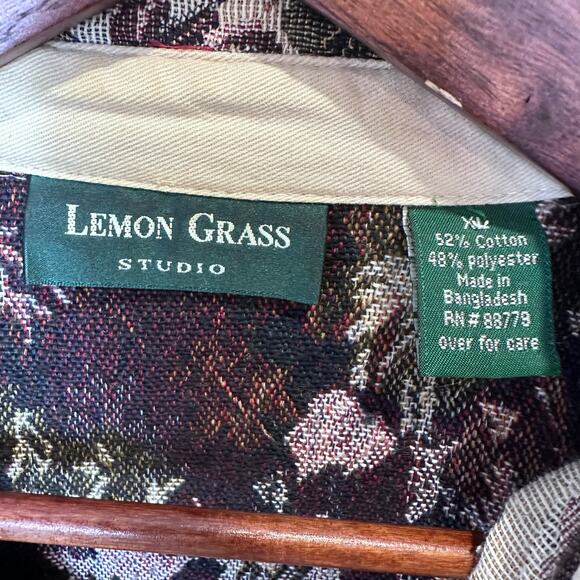 LEMON GRASS
STUDIO
XL
52% Cotton
48% polyester
Made in
Bangladesh
RN # 88779
over for care